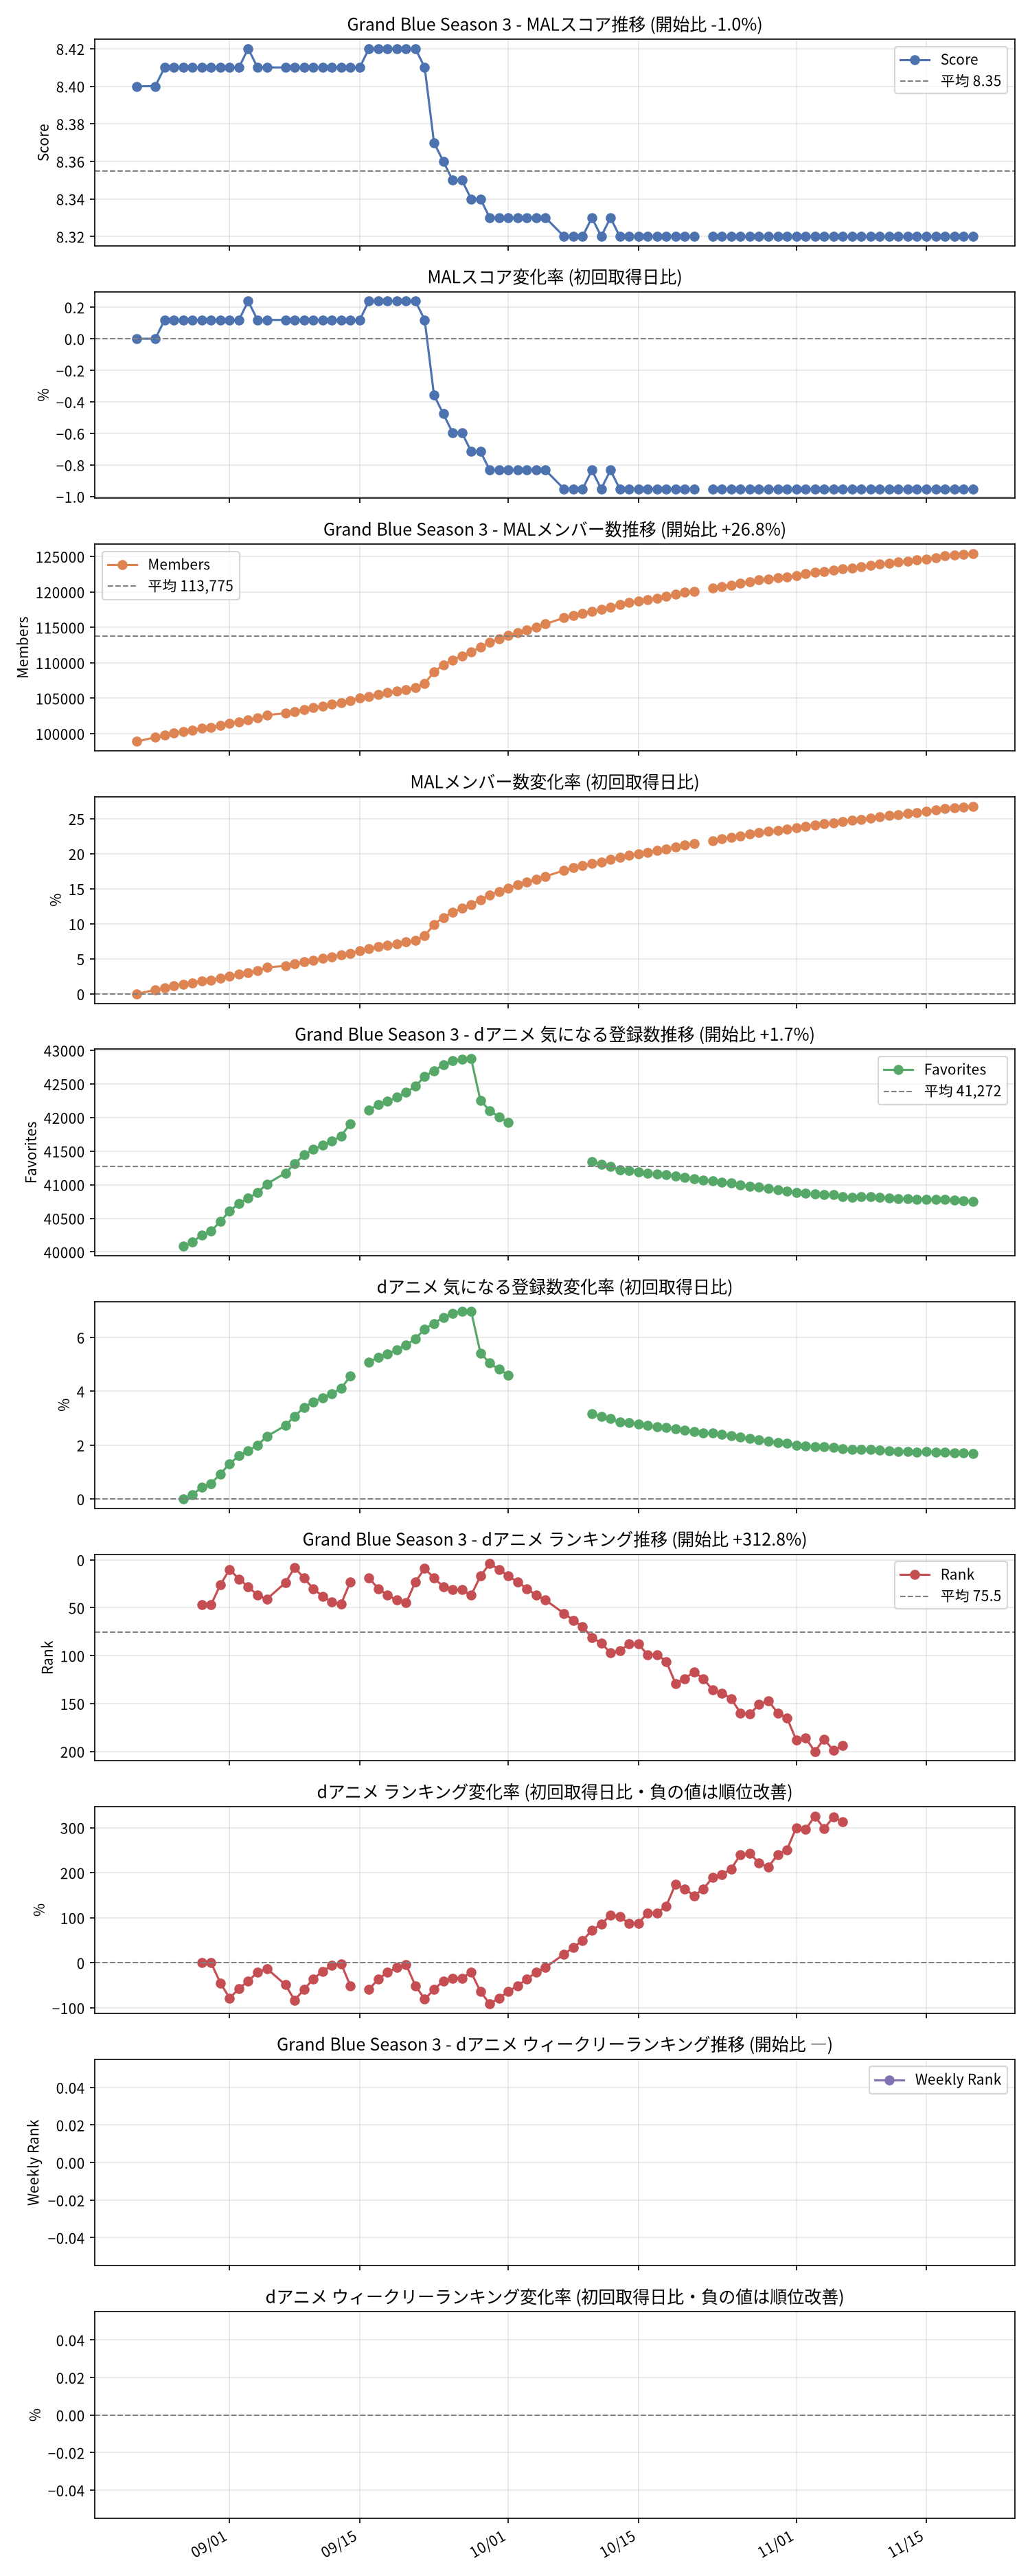 Grand Blue Season 3 - MALスコア推移 (開始比 -1.0%)
8.42
8.40
8.38
8.36
8.34
8.32
Score
Score
平均 8.35
MALスコア変化率 (初回取得日比)
0.2
0.0
−0.2
−0.4
−0.6
−0.8
−1.0
%
Grand Blue Season 3 - MALメンバー数推移 (開始比 +26.8%)
125000
120000
115000
110000
105000
100000
Members
Members
平均 113,775
MALメンバー数変化率 (初回取得日比)
25
20
15
10
5
0
%
Grand Blue Season 3 - dアニメ 気になる登録数推移 (開始比 +1.7%)
43000
42500
42000
41500
41000
40500
40000
Favorites
Favorites
平均 41,272
dアニメ 気になる登録数変化率 (初回取得日比)
6
4
2
0
%
Grand Blue Season 3 - dアニメ ランキング推移 (開始比 +312.8%)
0
50
100
150
200
Rank
Rank
平均 75.5
dアニメ ランキング変化率 (初回取得日比・負の値は順位改善)
300
200
100
0
−100
%
Grand Blue Season 3 - dアニメ ウィークリーランキング推移 (開始比 —)
0.04
0.02
0.00
−0.02
−0.04
Weekly Rank
Weekly Rank
dアニメ ウィークリーランキング変化率 (初回取得日比・負の値は順位改善)
0.04
0.02
0.00
−0.02
−0.04
%
09/01
09/15
10/01
10/15
11/01
11/15